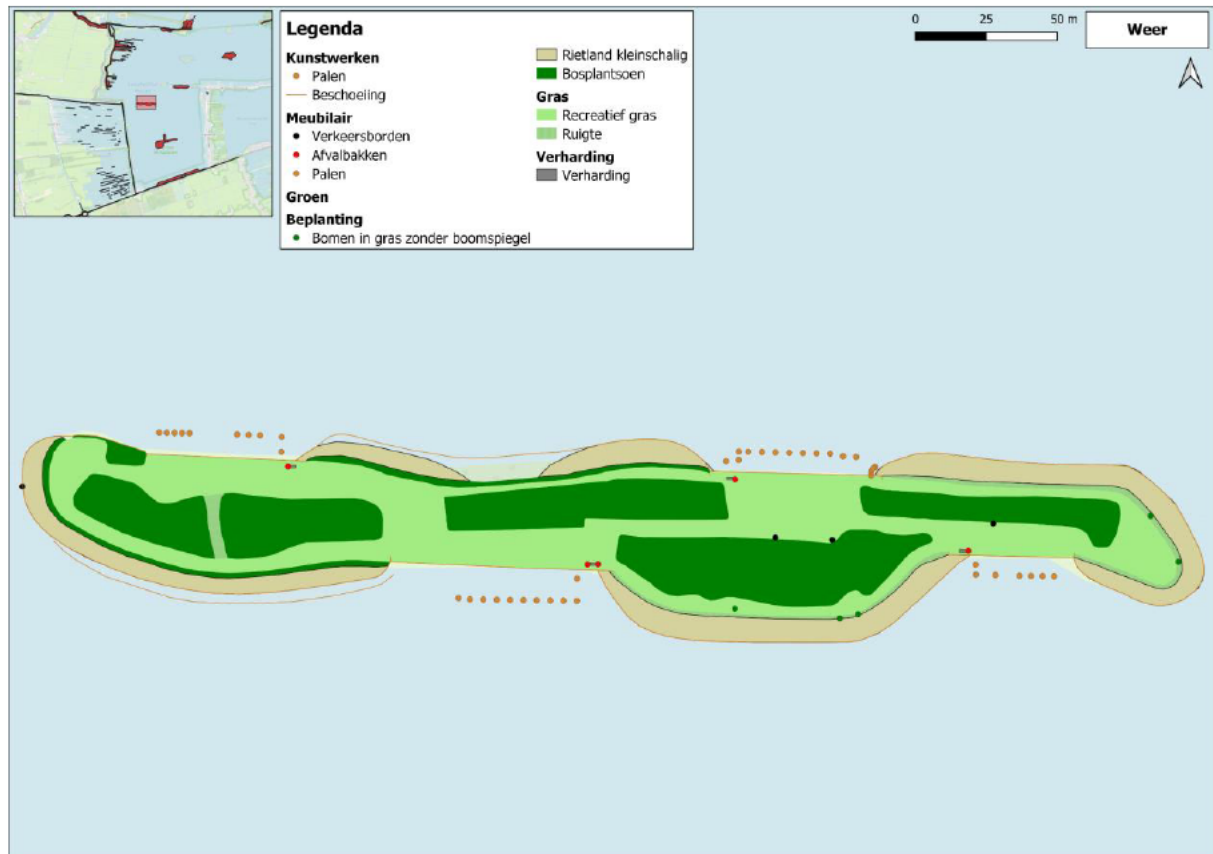 Legenda
Kunstwerken
Palen
Beschoeiing
Meubilair
Verkeersborden
Afvalbakken
Palen
Groen
Beplanting
Bomen in gras zonder boomspiegel
Rietland kleinschalig
Bosplantsoen
Gras
Recreatief gras
Ruigte
Verharding
Verharding
0 25 50 m
Weer